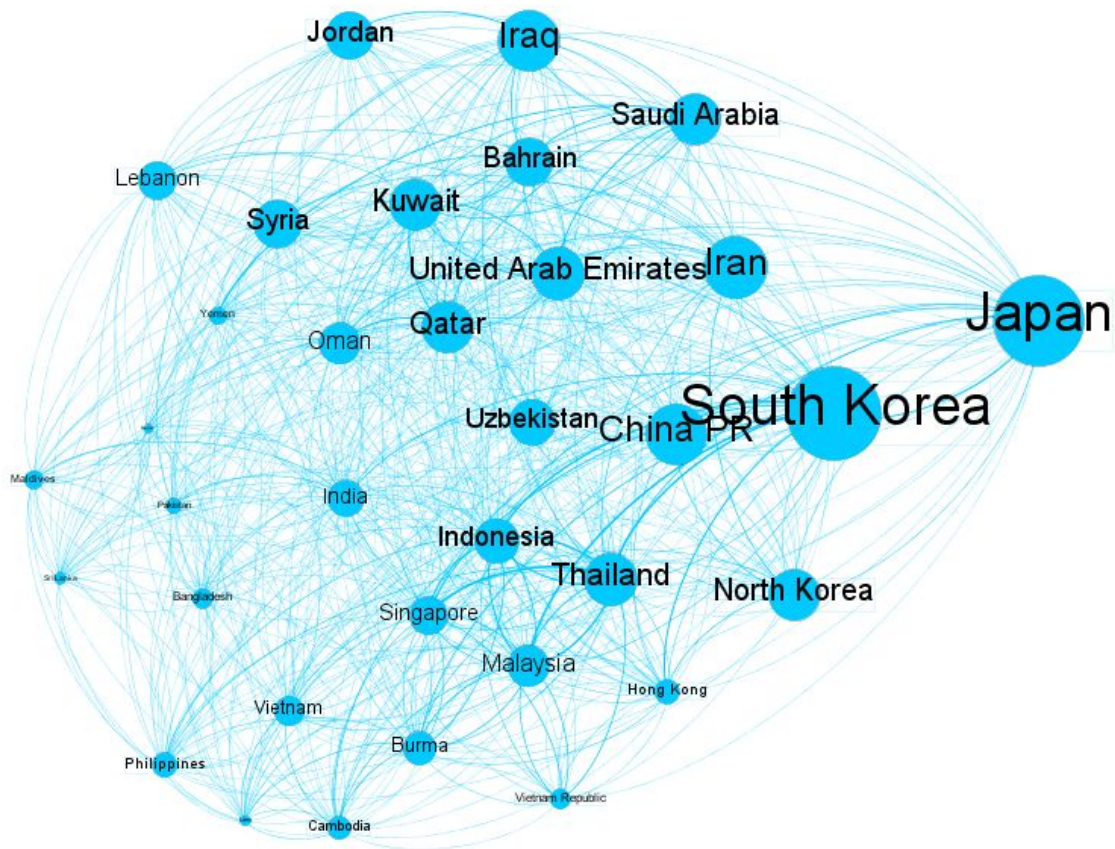 Jordan
Iraq
Saudi Arabia
Bahrain
Lebanon
Kuwait
Syria
United Arab Emirates
Iran
Yemen
Japan
Qatar
Oman
South Korea
Uzbekistan
China PR
Maldives
India
Pakistan
Indonesia
Thailand
Sri Lanka
North Korea
Bangladesh
Singapore
Malaysia
Hong Kong
Vietnam
Burma
Philippines
Vietnam Republic
Cambodia